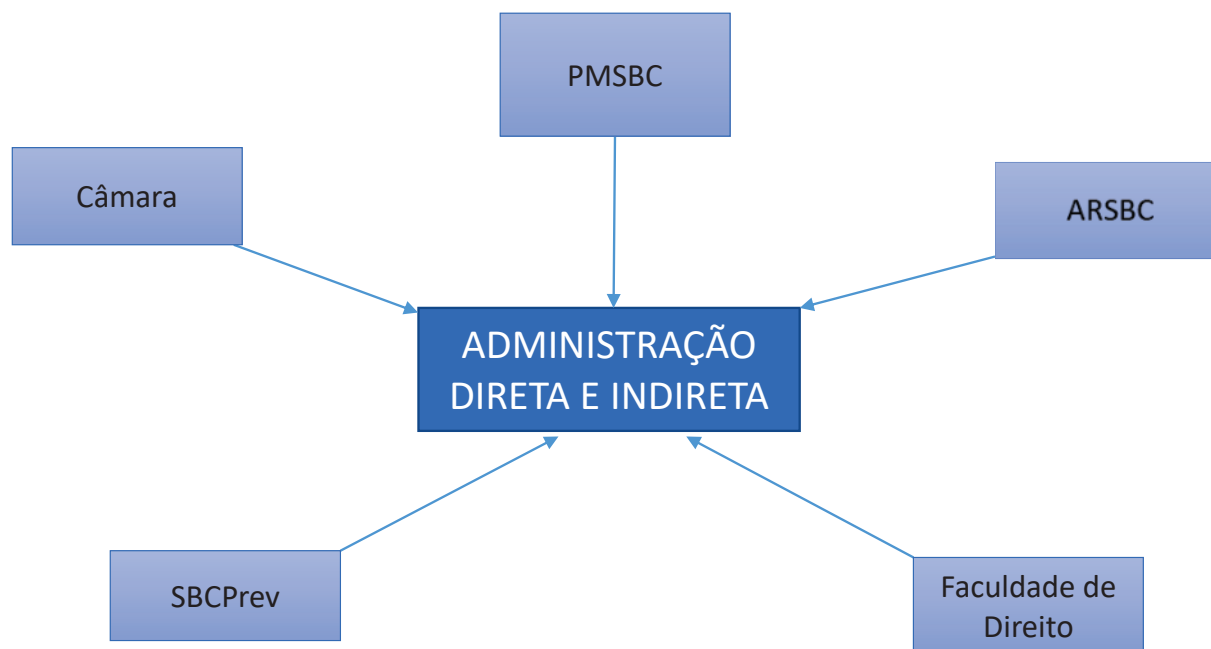 PMSBC
Câmara
ARSBC
ADMINISTRAÇÃO
DIRETA E INDIRETA
SBCPrev
Faculdade de
Direito